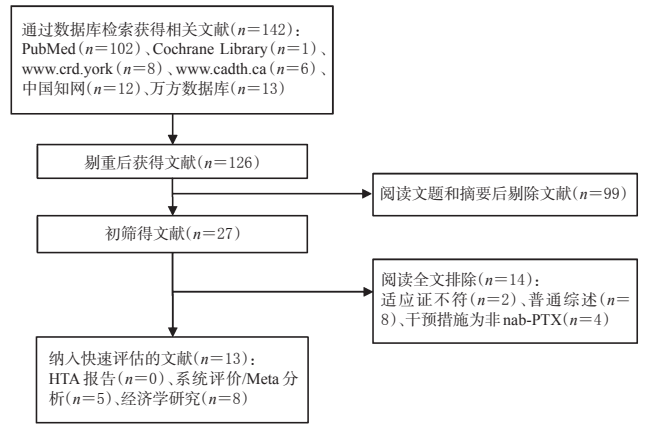 通过数据库检索获得相关文献(n=142)：
PubMed(n=102)、Cochrane Library(n=1)、
www.crd.york(n=8)、www.cadth.ca(n=6)、
中国知网(n=12)、万方数据库(n=13)
剔重后获得文献(n=126)
阅读文题和摘要后剔除文献(n=99)
初筛得文献(n=27)
阅读全文排除(n=14)：
适应证不符(n=2)、普通综述(n=
8)、干预措施为非nab-PTX(n=4)
纳入快速评估的文献(n=13)：
HTA报告(n=0)、系统评价/Meta分
析(n=5)、经济学研究(n=8)